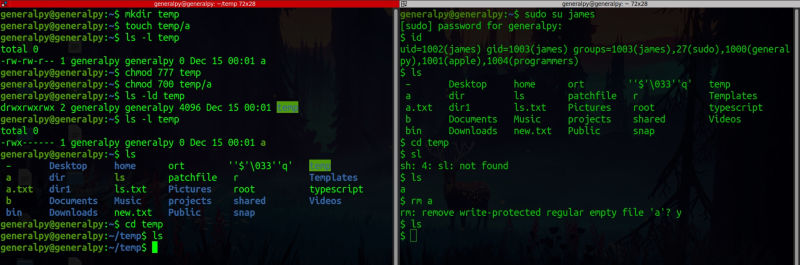 generalpy@generalpy: ~/temp 72x28
generalpy@generalpy:~$ mkdir temp
generalpy@generalpy:~$ touch temp/a
generalpy@generalpy:~$ ls -l temp
total 0
-rw-rw-r-- 1 generalpy generalpy 0 Dec 15 00:01 a
generalpy@generalpy:~$ chmod 777 temp
generalpy@generalpy:~$ chmod 700 temp/a
generalpy@generalpy:~$ ls -ld temp
drwxrwxrwx 2 generalpy generalpy 4096 Dec 15 00:01 temp
generalpy@generalpy:~$ ls -l temp
total 0
-rwx------ 1 generalpy generalpy 0 Dec 15 00:01 a
generalpy@generalpy:~$ ls
- Desktop home ort ''$'\033''q' temp
a dir ls patchfile r Templates
a.txt dir1 ls.txt Pictures root typescript
b Documents Music projects shared Videos
bin Downloads new.txt Public snap
generalpy@generalpy:~$ cd temp
generalpy@generalpy:~/temp$ ls
generalpy@generalpy:~/temp$
generalpy@generalpy: ~ 72x28
generalpy@generalpy:~$ sudo su james
[sudo] password for generalpy:
$ id
uid=1002(james) gid=1003(james) groups=1003(james),27(sudo),1000(general
py),1001(apple),1004(programmers)
$ ls
- Desktop home ort ''$'\033''q' temp
a dir ls patchfile r Templates
a.txt dir1 ls.txt Pictures root typescript
b Documents Music projects shared Videos
bin Downloads new.txt Public snap
$ cd temp
$ sl
sh: 4: sl: not found
$ ls
a
$ rm a
rm: remove write-protected regular empty file 'a'? y
$ ls
$